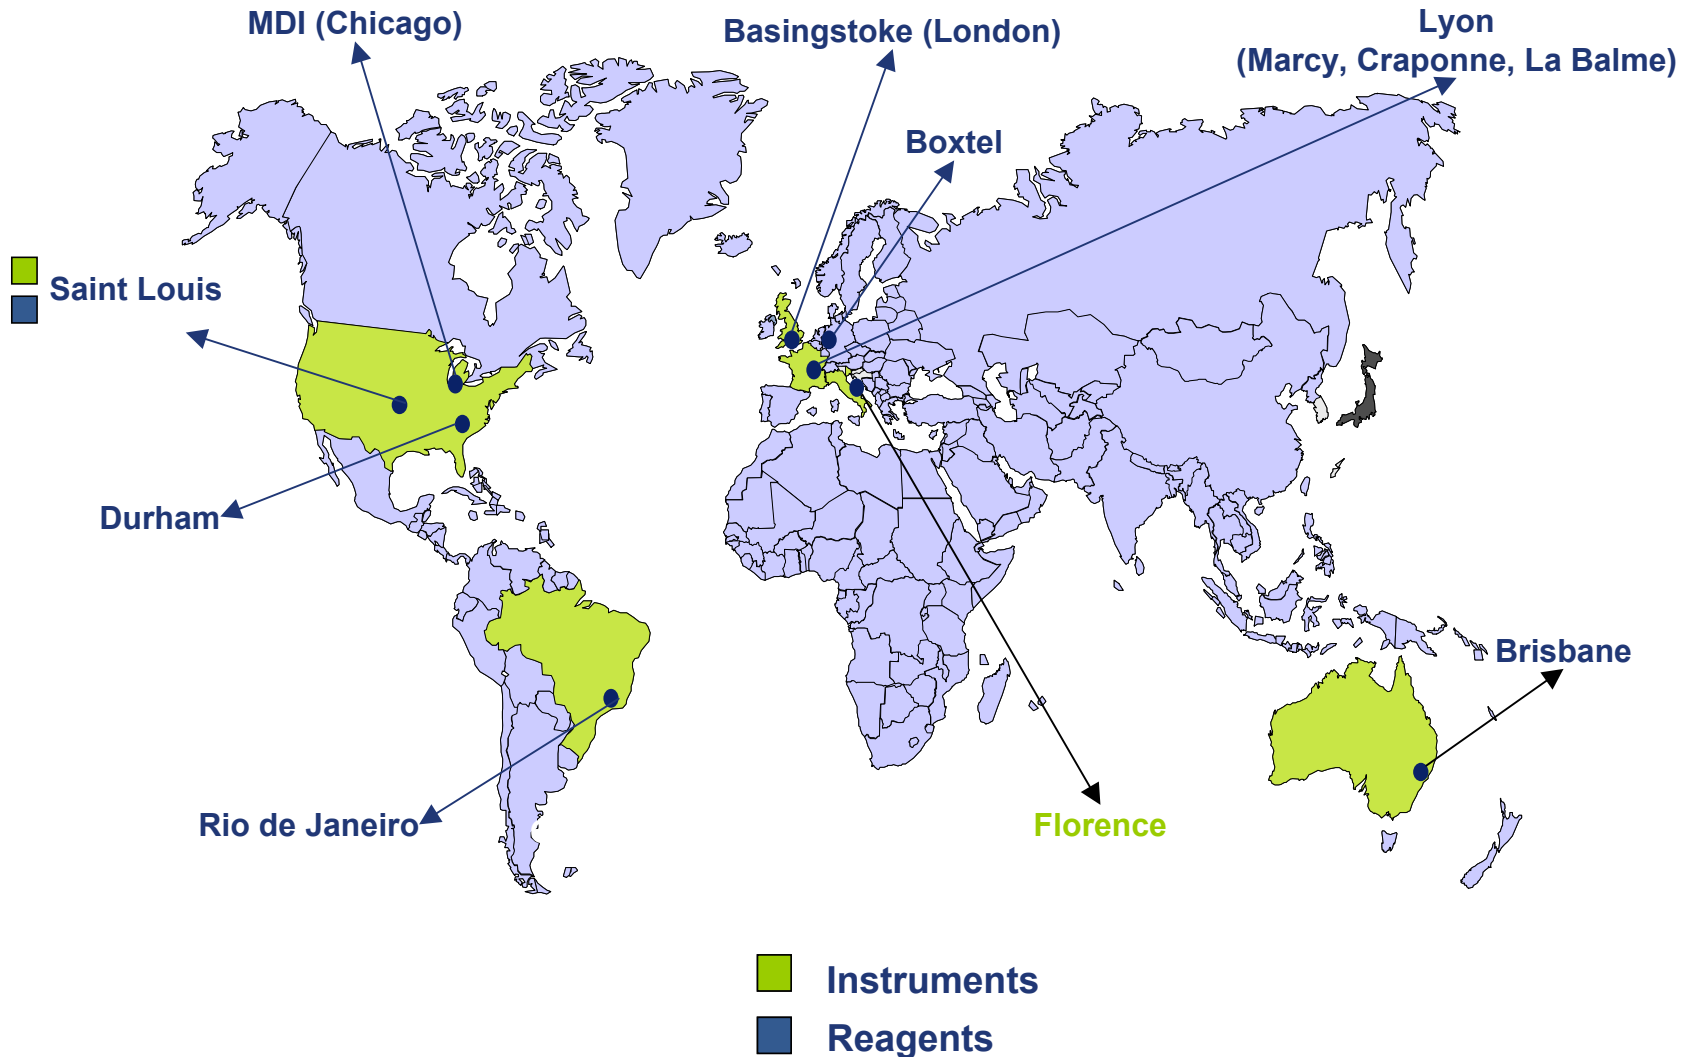 MDI (Chicago)
Basingstoke (London)
Lyon
(Marcy, Craponne, La Balme)
Boxtel
Saint Louis
Durham
Brisbane
Rio de Janeiro
Florence
Instruments
Reagents